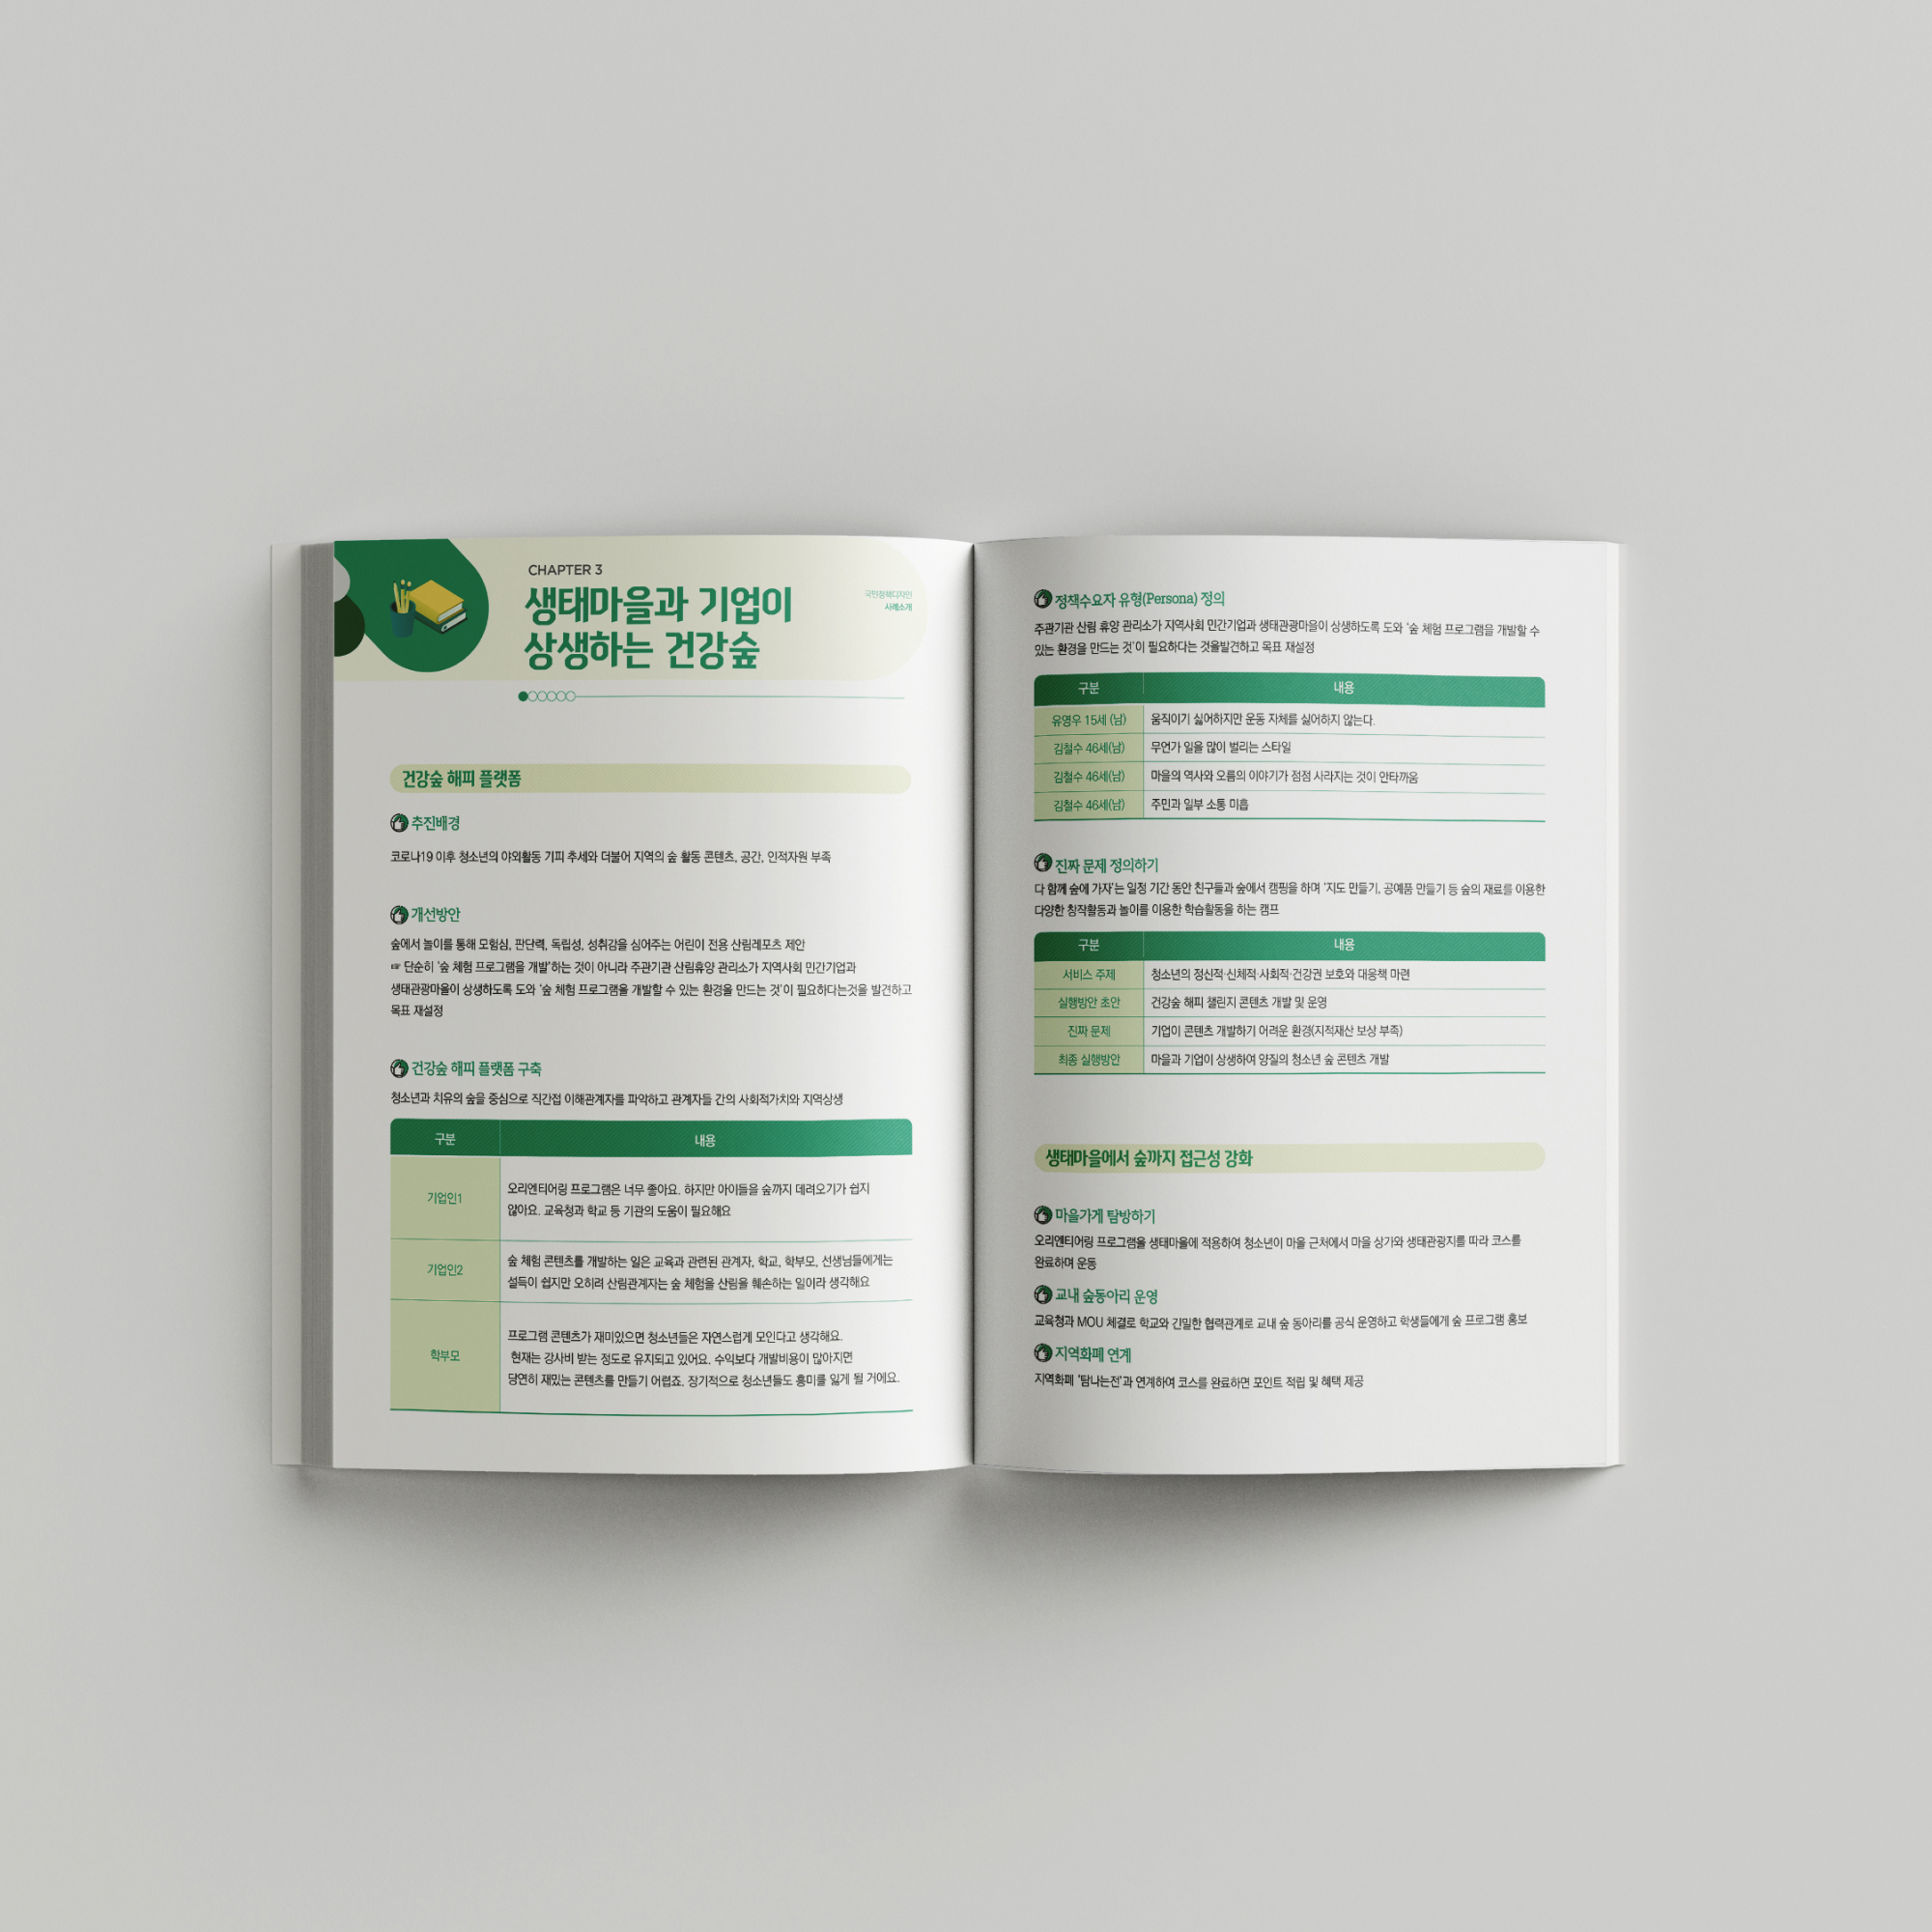 CHAPTER 3
생태마을과 기업이
상생하는 건강숲
국민정책디자인
사례소개
건강숲 해피 플랫폼
추진배경
코로나19 이후 청소년의 야외활동 기피 추세와 더불어 지역의 숲 활동 콘텐츠, 공간, 인적자원 부족
개선방안
숲에서 놀이를 통해 모험심, 판단력, 독립성, 성취감을 심어주는 어린이 전용 산림레포츠 제안
☞ 단순히 '숲 체험 프로그램을 개발'하는 것이 아니라 주관기관 산림휴양 관리소가 지역사회 민간기업과
생태관광마을이 상생하도록 도와 '숲 체험 프로그램을 개발할 수 있는 환경을 만드는 것'이 필요하다는것을 발견하고
목표 재설정
건강숲 해피 플랫폼 구축
청소년과 치유의 숲을 중심으로 직간접 이해관계자를 파악하고 관계자들 간의 사회적가치와 지역상생
구분 내용
기업인1 오리엔티어링 프로그램은 너무 좋아요. 하지만 아이들을 숲까지 데려오기가 쉽지
않아요. 교육청과 학교 등 기관의 도움이 필요해요
기업인2 숲 체험 콘텐츠를 개발하는 일은 교육과 관련된 관계자, 학교, 학부모, 선생님들에게는
설득이 쉽지만 오히려 산림관계자는 숲 체험을 산림을 훼손하는 일이라 생각해요
학부모 프로그램 콘텐츠가 재미있으면 청소년들은 자연스럽게 모인다고 생각해요.
현재는 강사비 받는 정도로 유지되고 있어요. 수익보다 개발비용이 많아지면
당연히 재밌는 콘텐츠를 만들기 어렵죠. 장기적으로 청소년들도 흥미를 잃게 될 거에요.
정책수요자 유형(Persona) 정의
주관기관 산림 휴양 관리소가 지역사회 민간기업과 생태관광마을이 상생하도록 도와 '숲 체험 프로그램을 개발할 수
있는 환경을 만드는 것'이 필요하다는 것을발견하고 목표 재설정
구분 내용
유영우 15세 (남) 움직이기 싫어하지만 운동 자체를 싫어하지 않는다.
김철수 46세(남) 무언가 일을 많이 벌리는 스타일
김철수 46세(남) 마을의 역사와 오름의 이야기가 점점 사라지는 것이 안타까움
김철수 46세(남) 주민과 일부 소통 미흡
진짜 문제 정의하기
다 함께 숲에 가자'는 일정 기간 동안 친구들과 숲에서 캠핑을 하며 '지도 만들기, 공예품 만들기 등 숲의 재료를 이용한
다양한 창작활동과 놀이를 이용한 학습활동을 하는 캠프
구분 내용
서비스 주제 청소년의 정신적·신체적·사회적·건강권 보호와 대응책 마련
실행방안 초안 건강숲 해피 챌린지 콘텐츠 개발 및 운영
진짜 문제 기업이 콘텐츠 개발하기 어려운 환경(지적재산 보상 부족)
최종 실행방안 마을과 기업이 상생하여 양질의 청소년 숲 콘텐츠 개발
생태마을에서 숲까지 접근성 강화
마을가게 탐방하기
오리엔티어링 프로그램을 생태마을에 적용하여 청소년이 마을 근처에서 마을 상가와 생태관광지를 따라 코스를
완료하며 운동
교내 숲동아리 운영
교육청과 MOU 체결로 학교와 긴밀한 협력관계로 교내 숲 동아리를 공식 운영하고 학생들에게 숲 프로그램 홍보
지역화폐 연계
지역화폐 '탐나는전'과 연계하여 코스를 완료하면 포인트 적립 및 혜택 제공